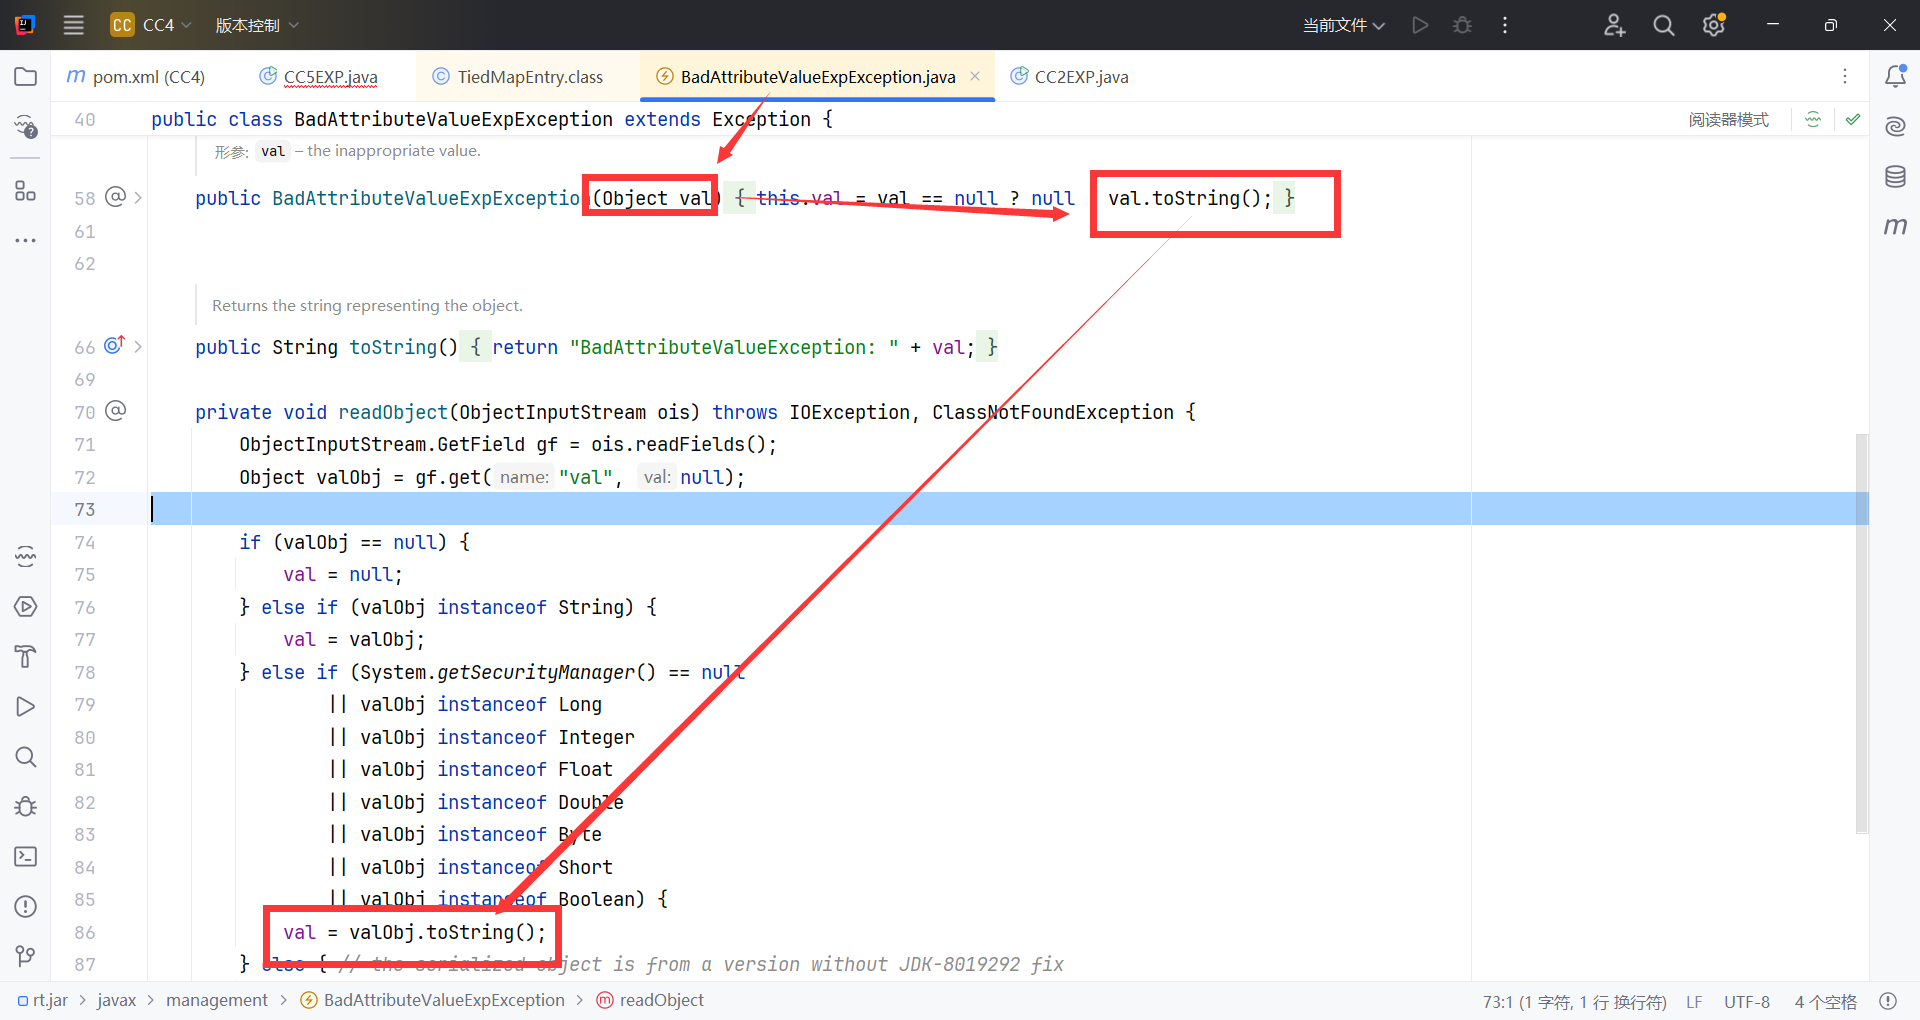 CC CC4 版本控制 当前文件
m pom.xml (CC4) CC5EXP.java TiedMapEntry.class BadAttributeValueExpException.java CC2EXP.java
40 public class BadAttributeValueExpException extends Exception {
阅读器模式
形参: val – the inappropriate value.
58 public BadAttributeValueExpException(Object val) { this.val = val == null ? null val.toString(); }
61
62
Returns the string representing the object.
66 public String toString() { return "BadAttributeValueException: " + val; }
69
70 private void readObject(ObjectInputStream ois) throws IOException, ClassNotFoundException {
71 ObjectInputStream.GetField gf = ois.readFields();
72 Object valObj = gf.get( name: "val", val: null);
73
74 if (valObj == null) {
75 val = null;
76 } else if (valObj instanceof String) {
77 val = valObj;
78 } else if (System.getSecurityManager() == null
79 || valObj instanceof Long
80 || valObj instanceof Integer
81 || valObj instanceof Float
82 || valObj instanceof Double
83 || valObj instanceof Byte
84 || valObj instanceof Short
85 || valObj instanceof Boolean) {
86 val = valObj.toString();
87 } else { // the serialized object is from a version without JDK-8019292 fix
rt.jar > javax > management > BadAttributeValueExpException > readObject 73:1 (1 字符, 1 行 换行符) LF UTF-8 4 个空格